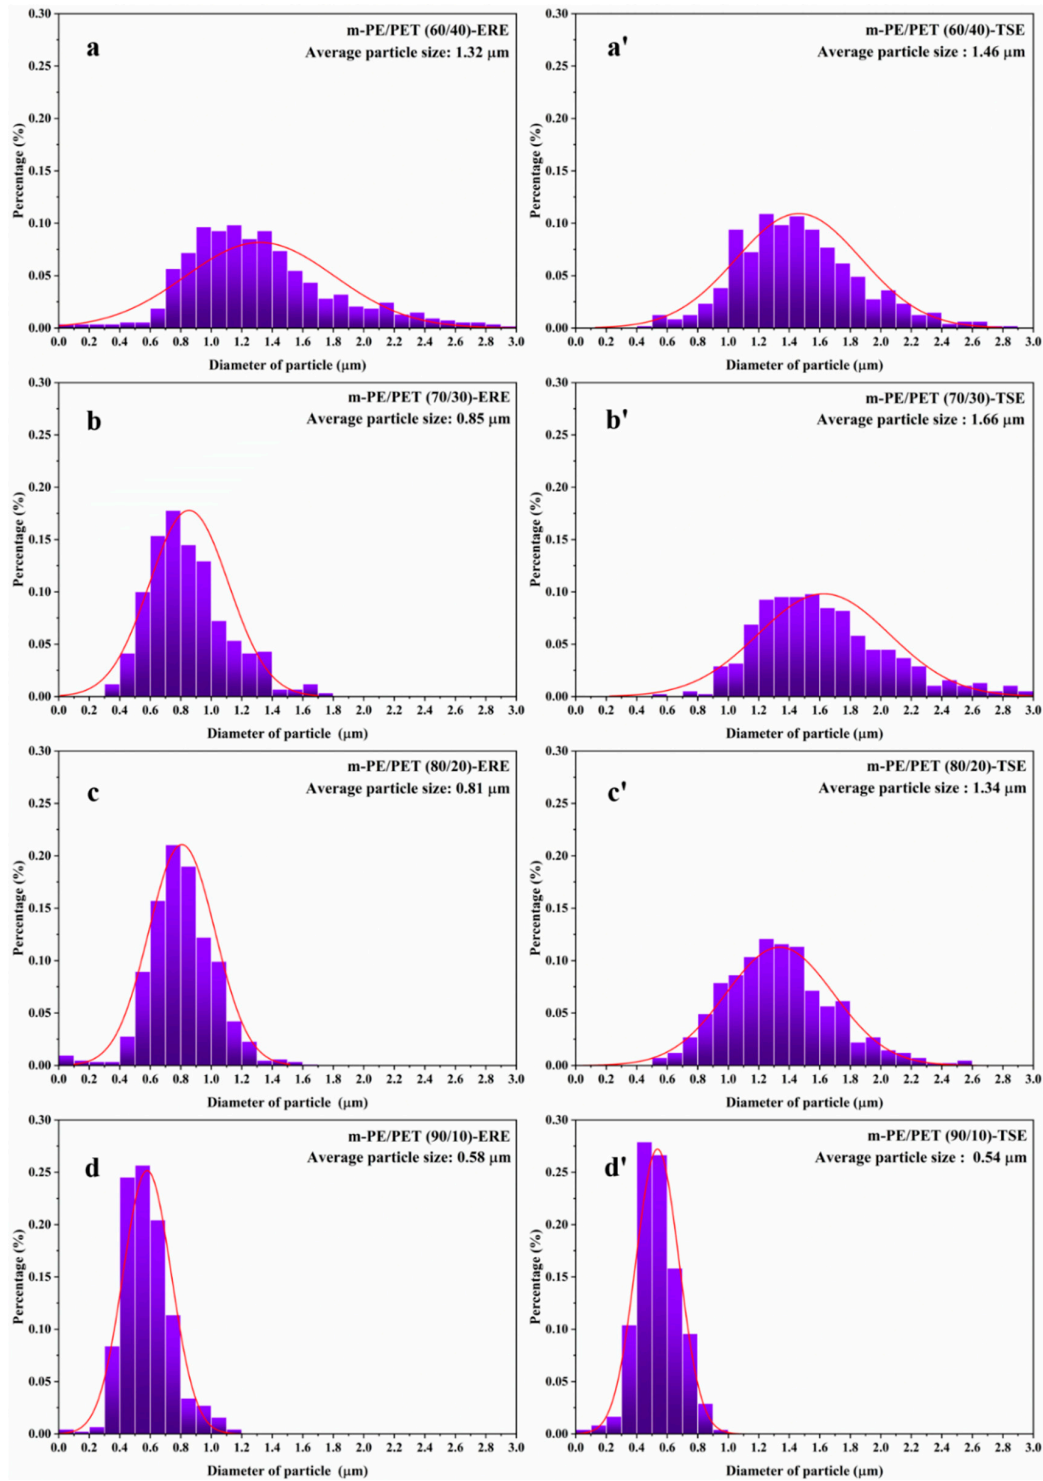 a
m-PE/PET (60/40)-ERE
Average particle size: 1.32 μm
Percentage (%)
0.30
0.25
0.20
0.15
0.10
0.05
0.00
0.0 0.2 0.4 0.6 0.8 1.0 1.2 1.4 1.6 1.8 2.0 2.2 2.4 2.6 2.8 3.0
Diameter of particle (μm)
a'
m-PE/PET (60/40)-TSE
Average particle size : 1.46 μm
Percentage (%)
0.30
0.25
0.20
0.15
0.10
0.05
0.00
0.0 0.2 0.4 0.6 0.8 1.0 1.2 1.4 1.6 1.8 2.0 2.2 2.4 2.6 2.8 3.0
Diameter of particle (μm)
b
m-PE/PET (70/30)-ERE
Average particle size: 0.85 μm
Percentage (%)
0.30
0.25
0.20
0.15
0.10
0.05
0.00
0.0 0.2 0.4 0.6 0.8 1.0 1.2 1.4 1.6 1.8 2.0 2.2 2.4 2.6 2.8 3.0
Diameter of particle (μm)
b'
m-PE/PET (70/30)-TSE
Average particle size : 1.66 μm
Percentage (%)
0.30
0.25
0.20
0.15
0.10
0.05
0.00
0.0 0.2 0.4 0.6 0.8 1.0 1.2 1.4 1.6 1.8 2.0 2.2 2.4 2.6 2.8 3.0
Diameter of particle (μm)
c
m-PE/PET (80/20)-ERE
Average particle size: 0.81 μm
Percentage (%)
0.30
0.25
0.20
0.15
0.10
0.05
0.00
0.0 0.2 0.4 0.6 0.8 1.0 1.2 1.4 1.6 1.8 2.0 2.2 2.4 2.6 2.8 3.0
Diameter of particle (μm)
c'
m-PE/PET (80/20)-TSE
Average particle size : 1.34 μm
Percentage (%)
0.30
0.25
0.20
0.15
0.10
0.05
0.00
0.0 0.2 0.4 0.6 0.8 1.0 1.2 1.4 1.6 1.8 2.0 2.2 2.4 2.6 2.8 3.0
Diameter of particle (μm)
d
m-PE/PET (90/10)-ERE
Average particle size: 0.58 μm
Percentage (%)
0.30
0.25
0.20
0.15
0.10
0.05
0.00
0.0 0.2 0.4 0.6 0.8 1.0 1.2 1.4 1.6 1.8 2.0 2.2 2.4 2.6 2.8 3.0
Diameter of particle (μm)
d'
m-PE/PET (90/10)-TSE
Average particle size : 0.54 μm
Percentage (%)
0.30
0.25
0.20
0.15
0.10
0.05
0.00
0.0 0.2 0.4 0.6 0.8 1.0 1.2 1.4 1.6 1.8 2.0 2.2 2.4 2.6 2.8 3.0
Diameter of particle (μm)